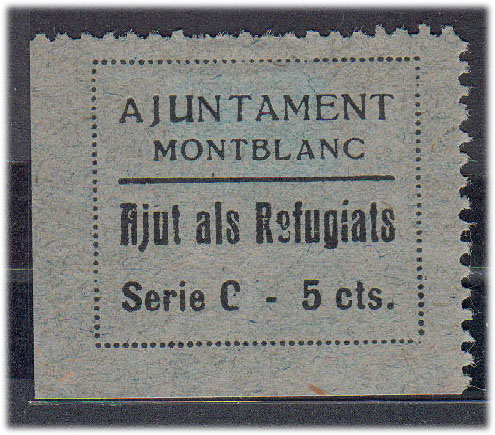 AJUNTAMENT
MONTBLANC
Ajut als Refugiats
Serie C - 5 cts.